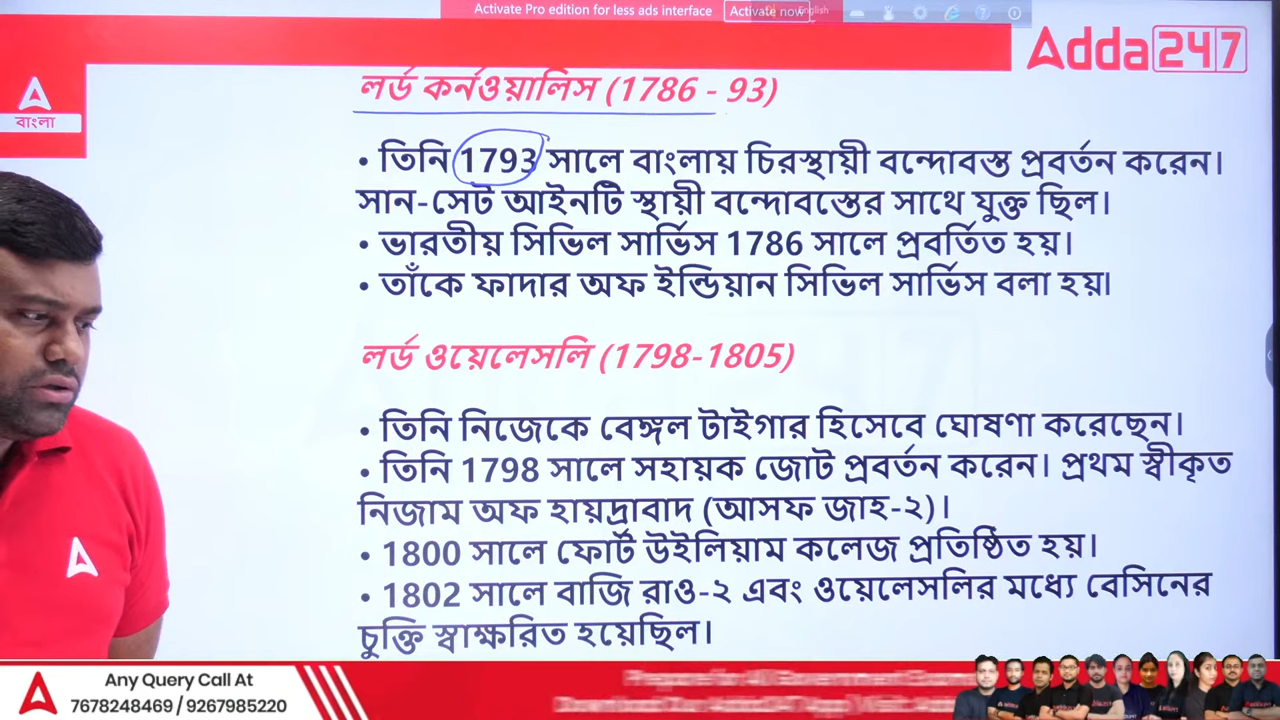 Activate Pro edition for less ads interface
Activate now
English
Adda247
বাংলা
লর্ড কর্নওয়ালিস (1786 - 93)
• তিনি 1793 সালে বাংলায় চিরস্থায়ী বন্দোবস্ত প্রবর্তন করেন।
সান-সেট আইনটি স্থায়ী বন্দোবস্তের সাথে যুক্ত ছিল।
• ভারতীয় সিভিল সার্ভিস 1786 সালে প্রবর্তিত হয়।
• তাঁকে ফাদার অফ ইন্ডিয়ান সিভিল সার্ভিস বলা হয়।
লর্ড ওয়েলেসলি (1798-1805)
• তিনি নিজেকে বেঙ্গল টাইগার হিসেবে ঘোষণা করেছেন।
• তিনি 1798 সালে সহায়ক জোট প্রবর্তন করেন। প্রথম স্বীকৃত
নিজাম অফ হায়দ্রাবাদ (আসফ জাহ-২)।
• 1800 সালে ফোর্ট উইলিয়াম কলেজ প্রতিষ্ঠিত হয়।
• 1802 সালে বাজি রাও-২ এবং ওয়েলেসলির মধ্যে বেসিনের
চুক্তি স্বাক্ষরিত হয়েছিল।
Any Query Call At
7678248469 / 9267985220